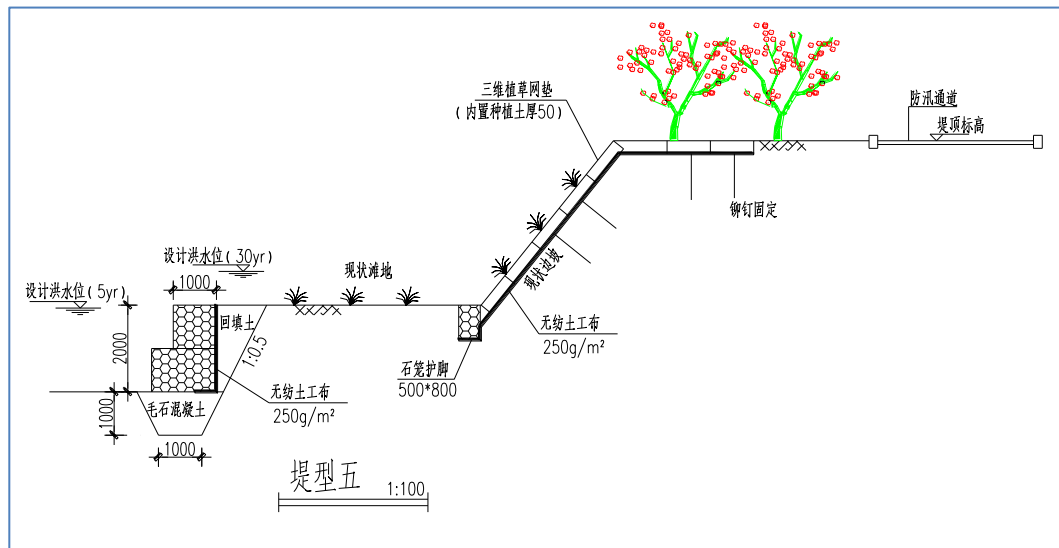 三维植草网垫
（内置种植土厚50）
防汛通道
堤顶标高
铆钉固定
设计洪水位（30yr）
现状滩地
1000
设计洪水位（5yr）
现状边坡
回填土
1:0.5
2000
无纺土工布
250g/m²
石笼护脚
500*800
无纺土工布
250g/m²
毛石混凝土
1000
1000
堤型五
1:100